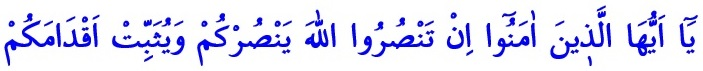 يَٓا اَيُّهَا الَّذٖينَ اٰمَنُٓوا اِنْ تَنْصُرُوا اللّٰهَ يَنْصُرْكُمْ وَيُثَبِّتْ اَقْدَامَكُمْ